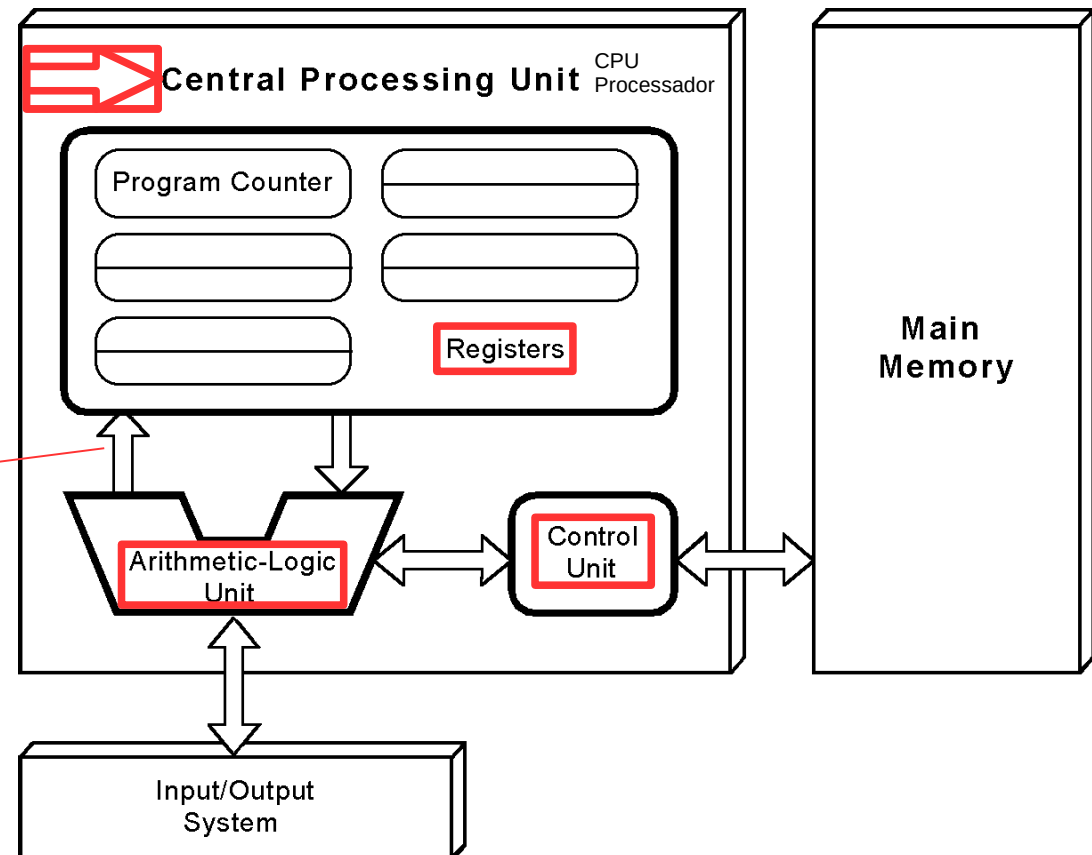 Central Processing Unit
CPU
Processador
Program Counter
Registers
Main
Memory
Arithmetic-Logic
Unit
Control
Unit
Input/Output
System